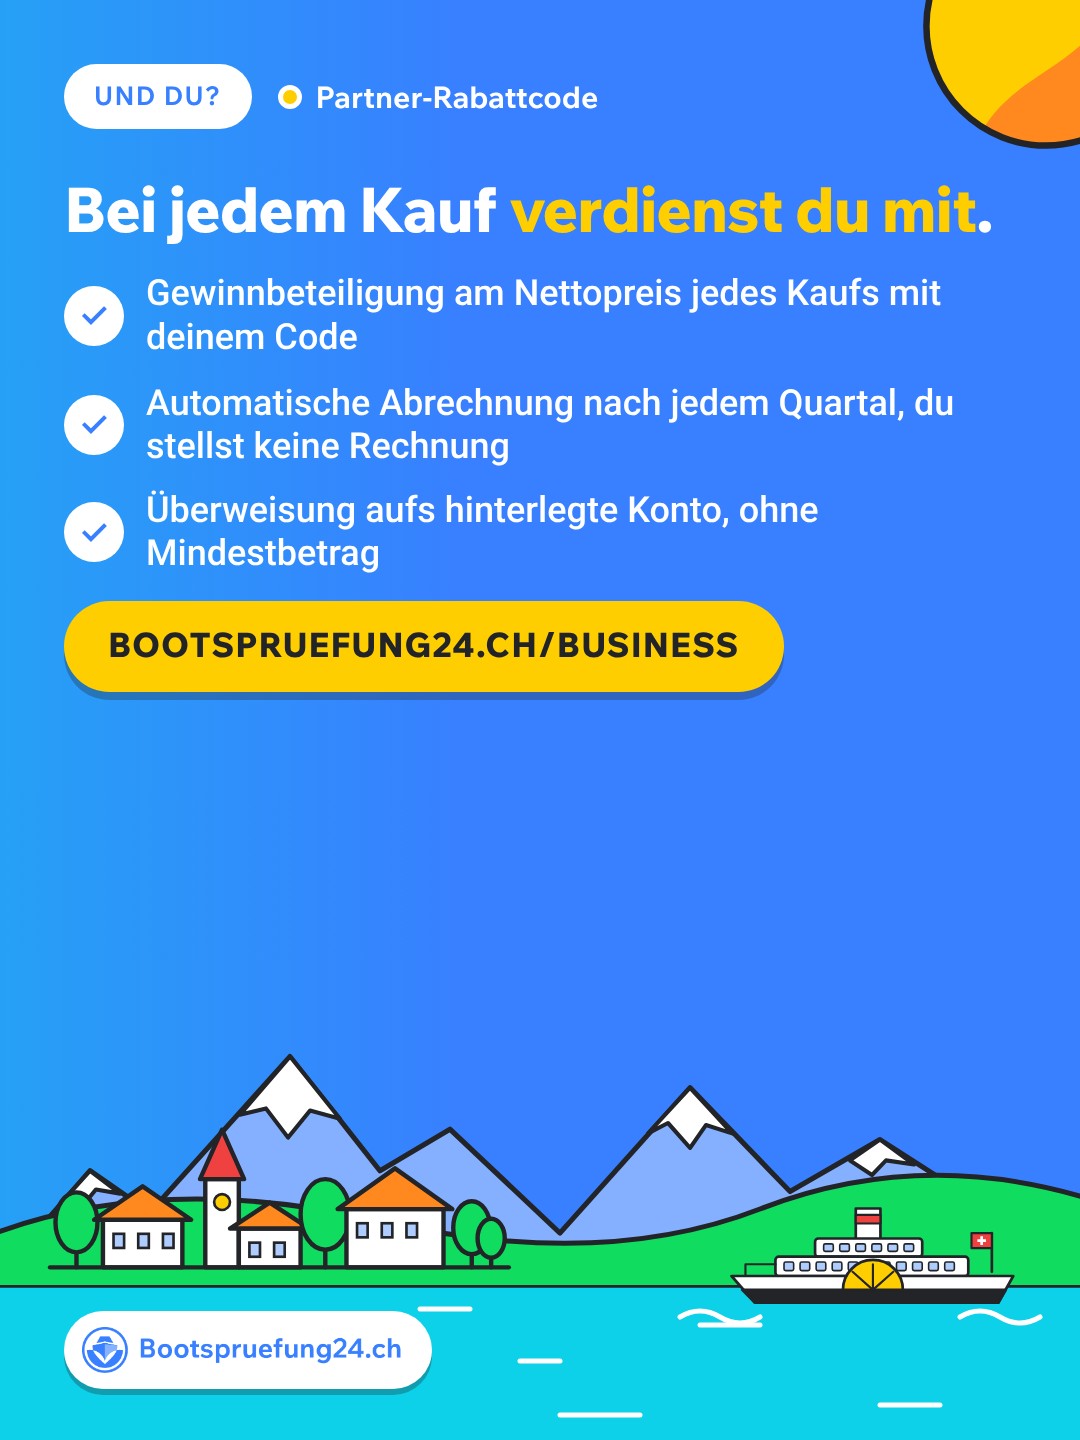 UND DU?
Partner-Rabattcode
Bei jedem Kauf verdienst du mit.
Gewinnbeteiligung am Nettopreis jedes Kaufs mit
deinem Code
Automatische Abrechnung nach jedem Quartal, du
stellst keine Rechnung
Überweisung aufs hinterlegte Konto, ohne
Mindestbetrag
BOOTSPRUEFUNG24.CH/BUSINESS
Bootspruefung24.ch